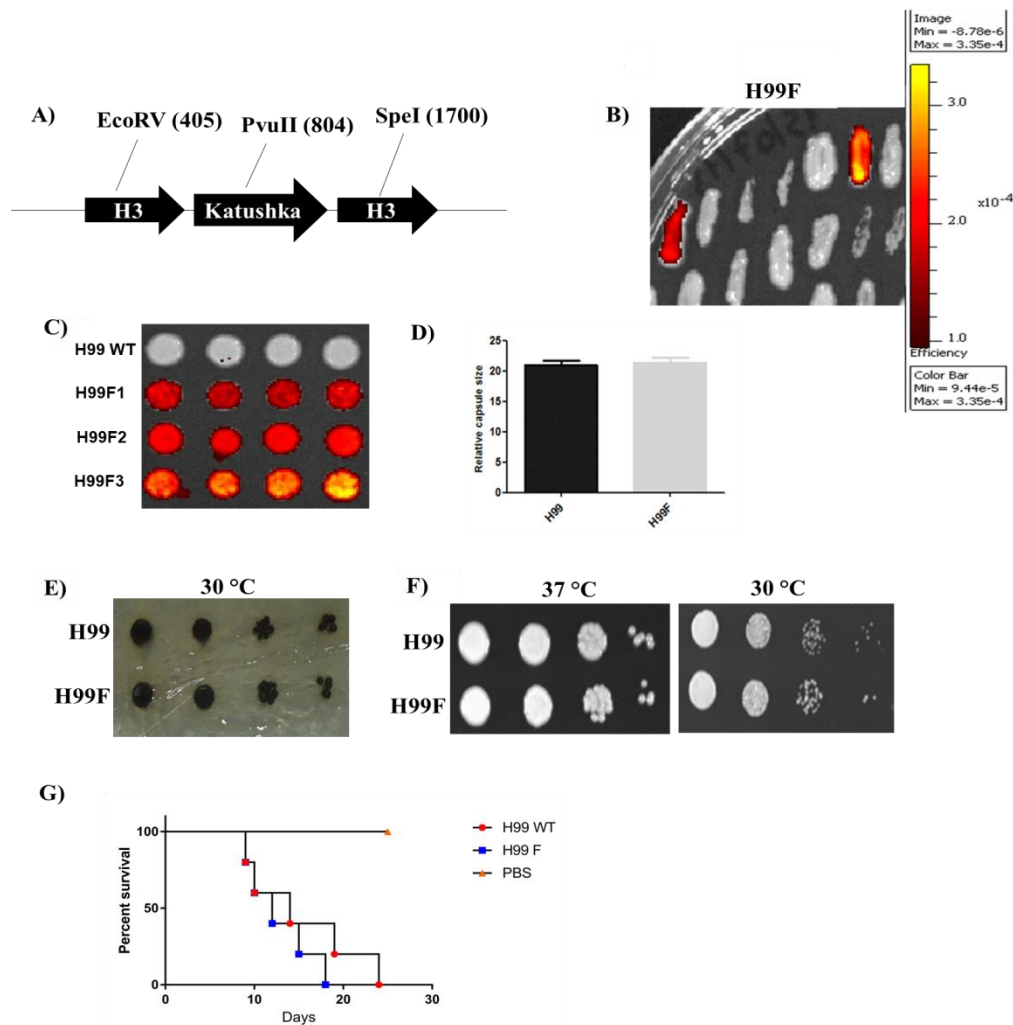 A)
EcoRV (405)
PvuII (804)
SpeI (1700)
H3
Katushka
H3
B)
H99F
Image
Min = -8.78e-6
Max = 3.35e-4
3.0
2.0
x10-4
1.0
Efficiency
Color Bar
Min = 9.44e-5
Max = 3.35e-4
C)
H99 WT
H99F1
H99F2
H99F3
D)
Relative capsule size
25
20
15
10
5
0
H99
H99F
E)
30 °C
H99
H99F
F)
37 °C
30 °C
H99
H99F
G)
Percent survival
100
50
0
0
10
20
30
Days
H99 WT
H99 F
PBS